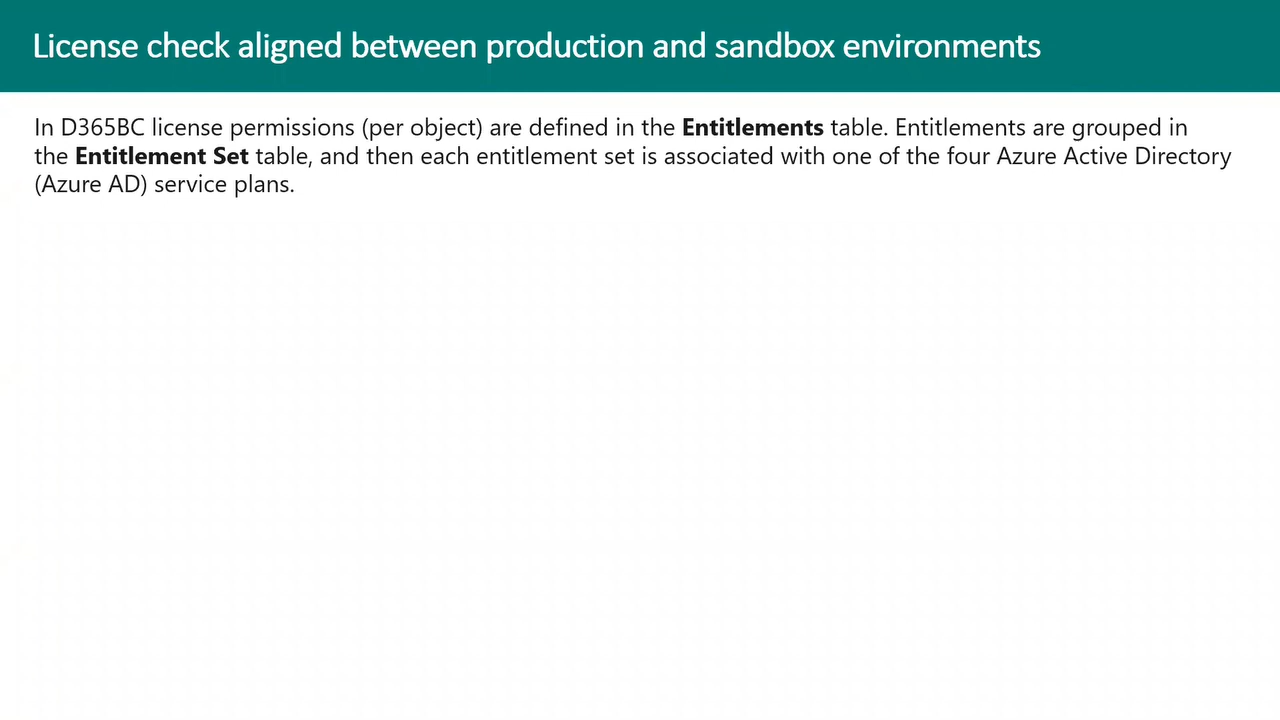 License check aligned between production and sandbox environments
In D365BC license permissions (per object) are defined in the Entitlements table. Entitlements are grouped in
the Entitlement Set table, and then each entitlement set is associated with one of the four Azure Active Directory
(Azure AD) service plans.